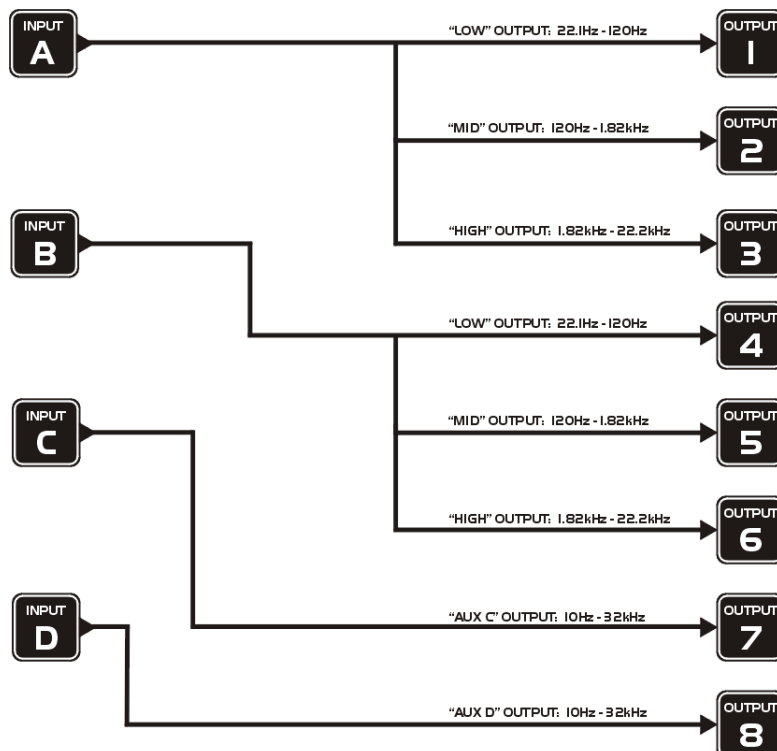 INPUT
A
"LOW" OUTPUT: 22.1Hz - 120Hz
OUTPUT
1
"MID" OUTPUT: 120Hz - 1.82kHz
OUTPUT
2
INPUT
B
"HIGH" OUTPUT: 1.82kHz - 22.2kHz
OUTPUT
3
"LOW" OUTPUT: 22.1Hz - 120Hz
OUTPUT
4
INPUT
C
"MID" OUTPUT: 120Hz - 1.82kHz
OUTPUT
5
"HIGH" OUTPUT: 1.82kHz - 22.2kHz
OUTPUT
6
INPUT
D
"AUX C" OUTPUT: 10Hz - 32kHz
OUTPUT
7
"AUX D" OUTPUT: 10Hz - 32kHz
OUTPUT
8